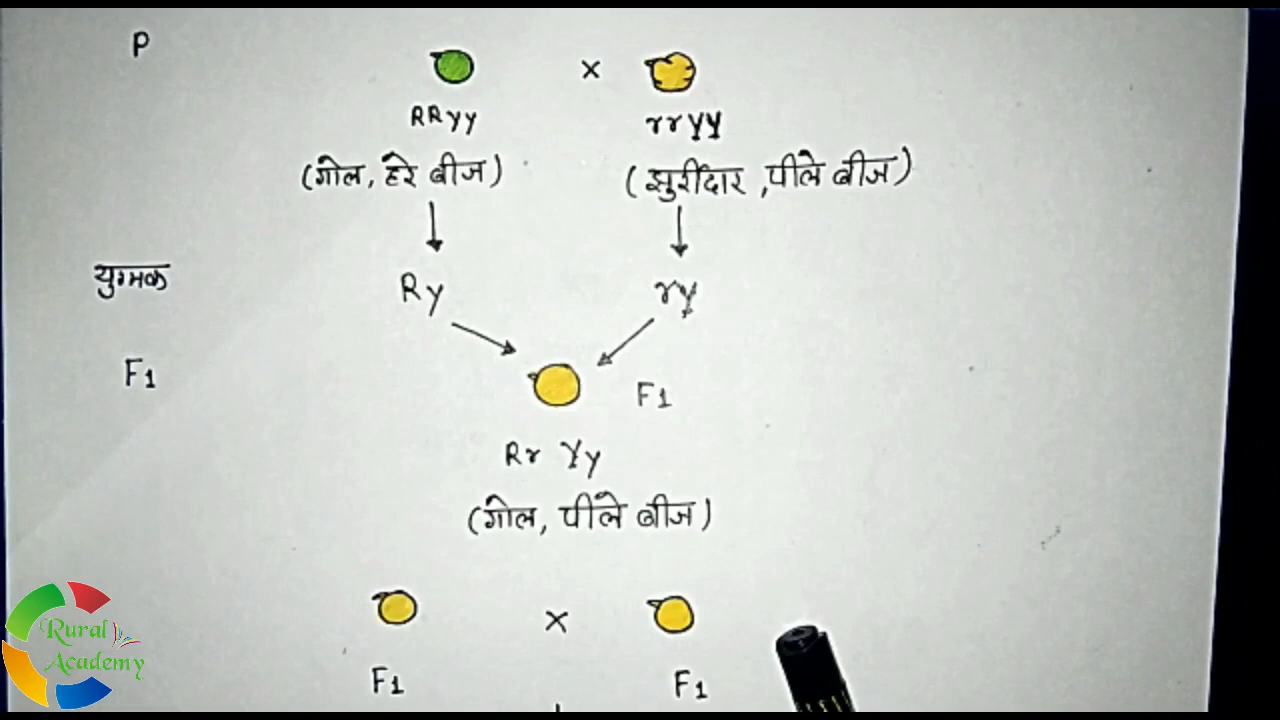 P
×
RRyy
rrYY
(गोल, हरे बीज)
(झुर्रीदार, पीले बीज)
युग्मक
Ry
rY
F1
F1
Rr Yy
(गोल, पीले बीज)
×
F1
F1
Rural
Academy